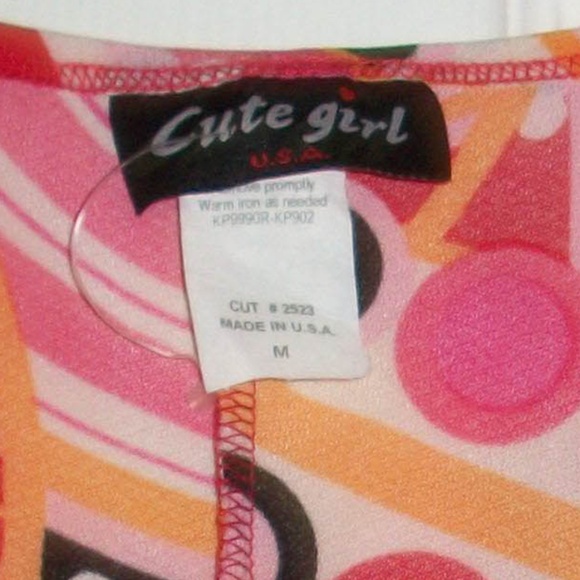 Cute girl
U.S.A.
promptly
Warm iron as needed
KP9990R-KP902
CUT # 2523
MADE IN U.S.A.
M